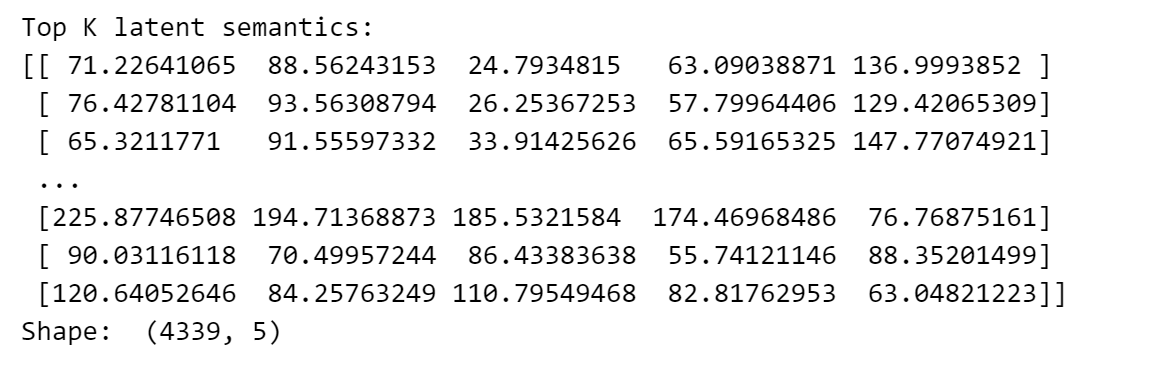 Top K latent semantics:
[[ 71.22641065  88.56243153  24.7934815   63.09038871 136.9993852 ]
 [ 76.42781104  93.56308794  26.25367253  57.79964406 129.42065309]
 [ 65.3211771   91.55597332  33.91425626  65.59165325 147.77074921]
 ...
 [225.87746508 194.71368873 185.5321584  174.46968486  76.76875161]
 [ 90.03116118  70.49957244  86.43383638  55.74121146  88.35201499]
 [120.64052646  84.25763249 110.79549468  82.81762953  63.04821223]]
Shape:  (4339, 5)